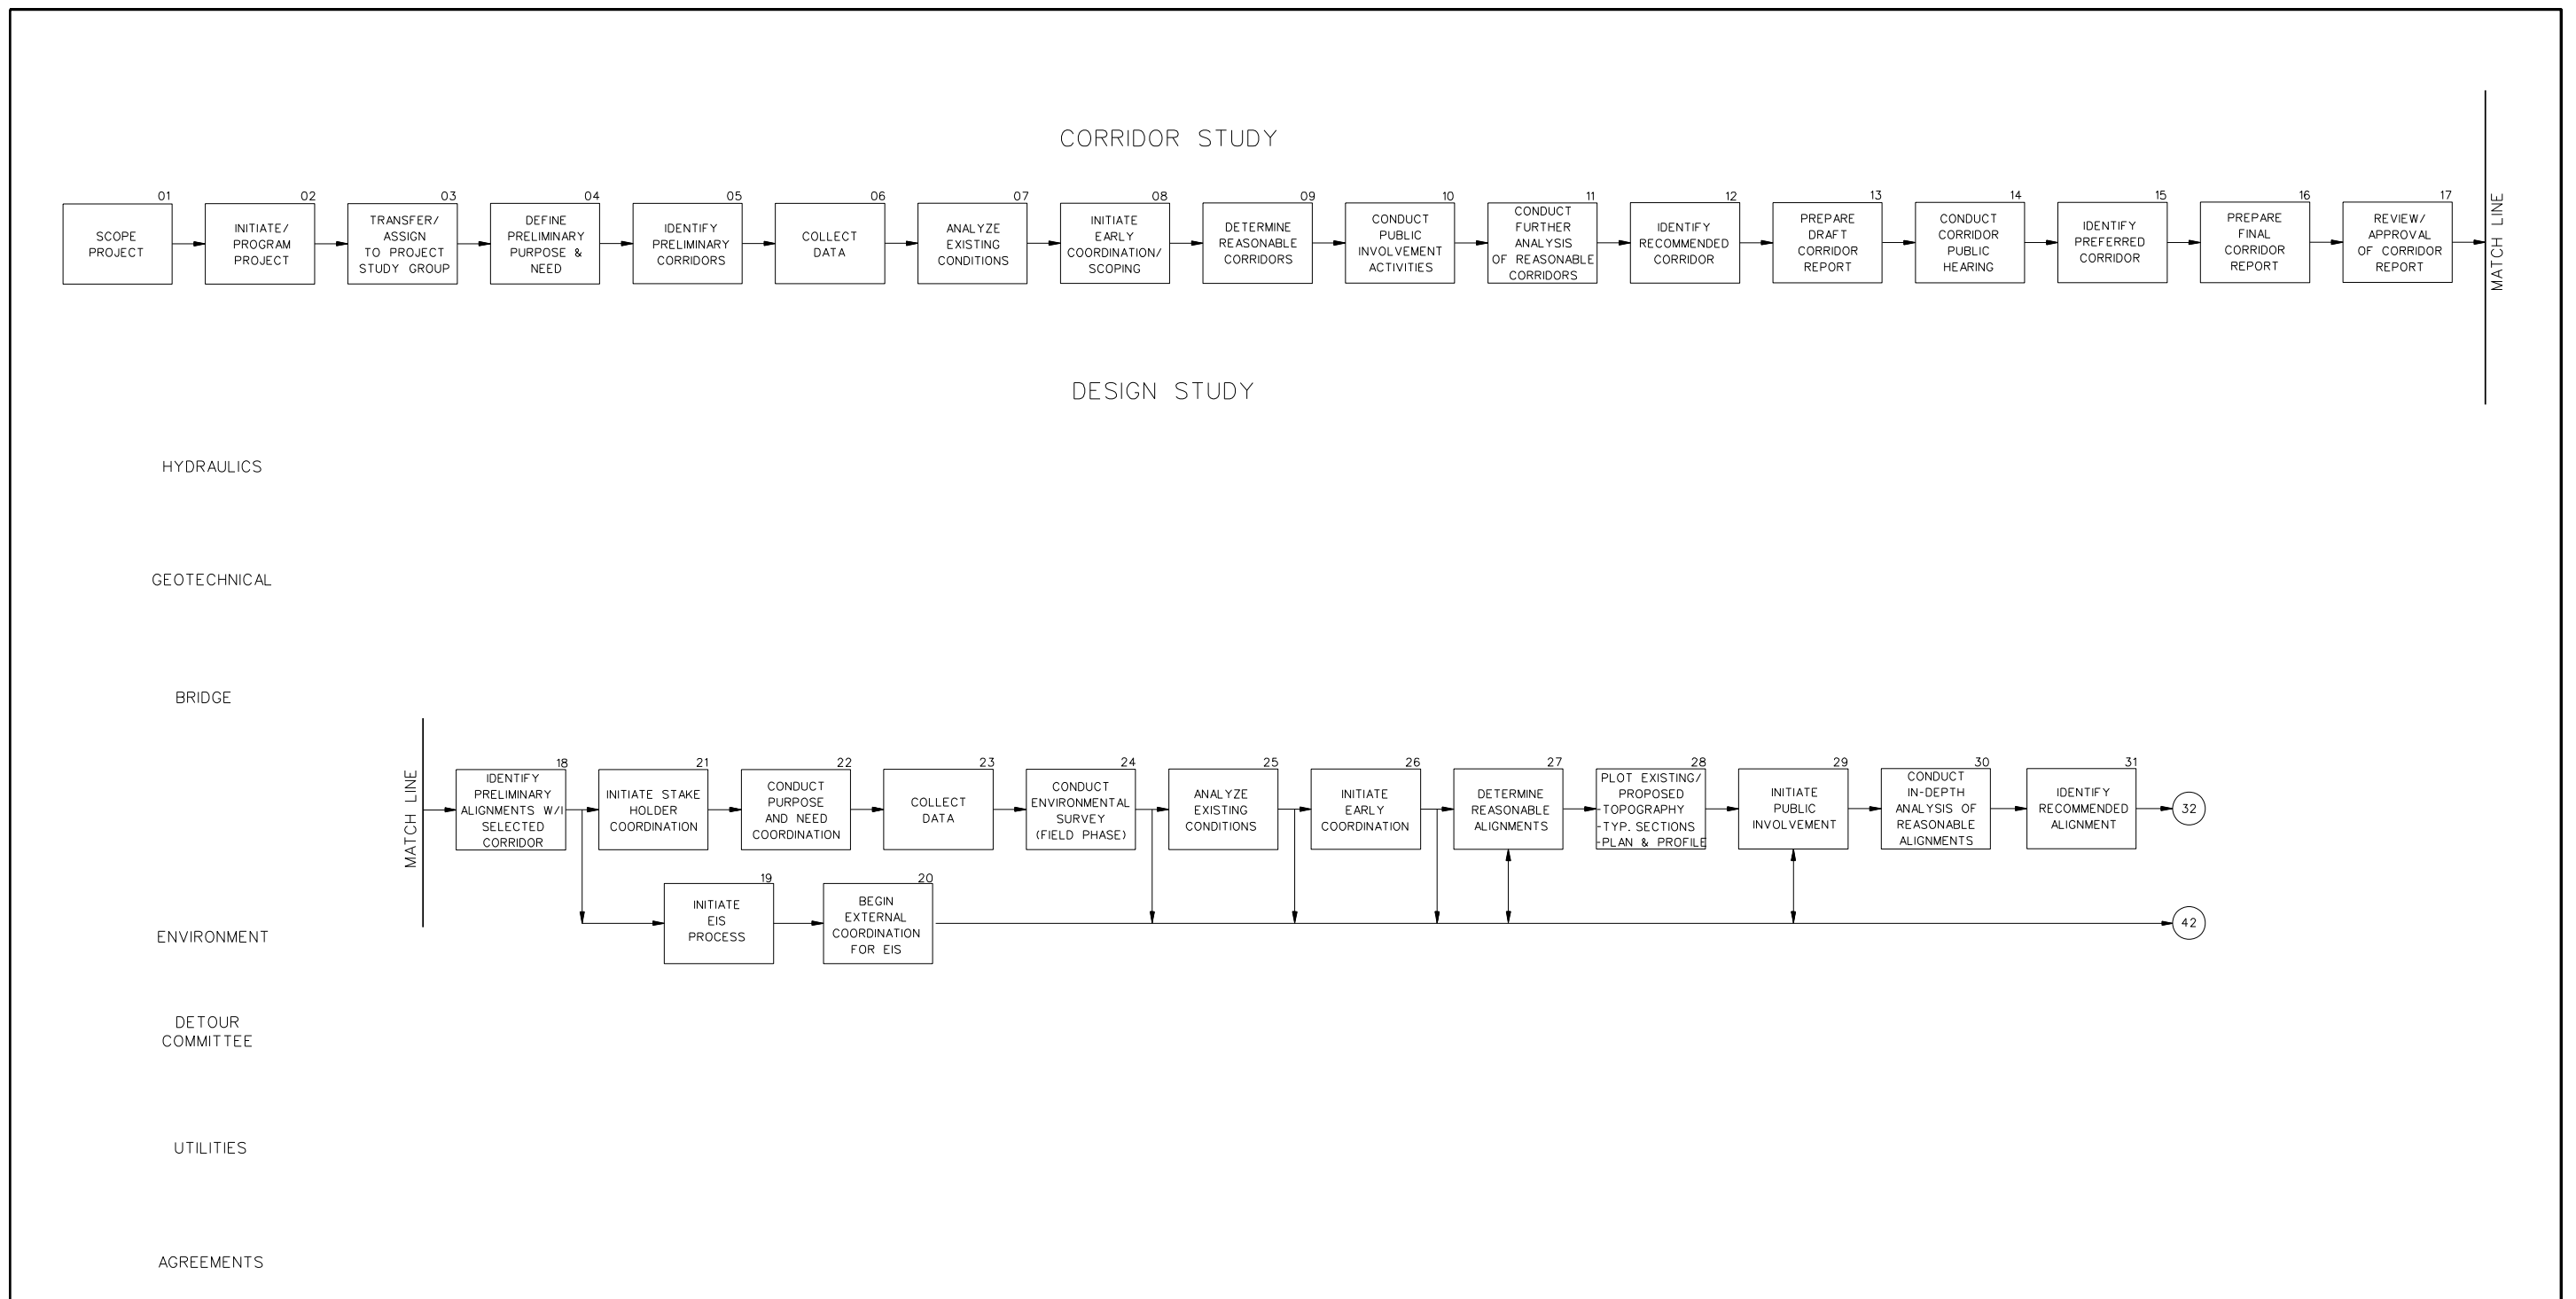 CORRIDOR STUDY
01
SCOPE
PROJECT
02
INITIATE/
PROGRAM
PROJECT
03
TRANSFER/
ASSIGN
TO PROJECT
STUDY GROUP
04
DEFINE
PRELIMINARY
PURPOSE &
NEED
05
IDENTIFY
PRELIMINARY
CORRIDORS
06
COLLECT
DATA
07
ANALYZE
EXISTING
CONDITIONS
08
INITIATE
EARLY
COORDINATION/
SCOPING
09
DETERMINE
REASONABLE
CORRIDORS
10
CONDUCT
PUBLIC
INVOLVEMENT
ACTIVITIES
11
CONDUCT
FURTHER
ANALYSIS
OF REASONABLE
CORRIDORS
12
IDENTIFY
RECOMMENDED
CORRIDOR
13
PREPARE
DRAFT
CORRIDOR
REPORT
14
CONDUCT
CORRIDOR
PUBLIC
HEARING
15
IDENTIFY
PREFERRED
CORRIDOR
16
PREPARE
FINAL
CORRIDOR
REPORT
17
REVIEW/
APPROVAL
OF CORRIDOR
REPORT
MATCH LINE
DESIGN STUDY
HYDRAULICS
GEOTECHNICAL
BRIDGE
MATCH LINE
18
IDENTIFY
PRELIMINARY
ALIGNMENTS W/I
SELECTED
CORRIDOR
21
INITIATE STAKE
HOLDER
COORDINATION
22
CONDUCT
PURPOSE
AND NEED
COORDINATION
23
COLLECT
DATA
24
CONDUCT
ENVIRONMENTAL
SURVEY
(FIELD PHASE)
25
ANALYZE
EXISTING
CONDITIONS
26
INITIATE
EARLY
COORDINATION
27
DETERMINE
REASONABLE
ALIGNMENTS
28
PLOT EXISTING/
PROPOSED
-TOPOGRAPHY
-TYP. SECTIONS
-PLAN & PROFILE
29
INITIATE
PUBLIC
INVOLVEMENT
30
CONDUCT
IN-DEPTH
ANALYSIS OF
REASONABLE
ALIGNMENTS
31
IDENTIFY
RECOMMENDED
ALIGNMENT
32
19
INITIATE
EIS
PROCESS
20
BEGIN
EXTERNAL
COORDINATION
FOR EIS
42
ENVIRONMENT
DETOUR
COMMITTEE
UTILITIES
AGREEMENTS